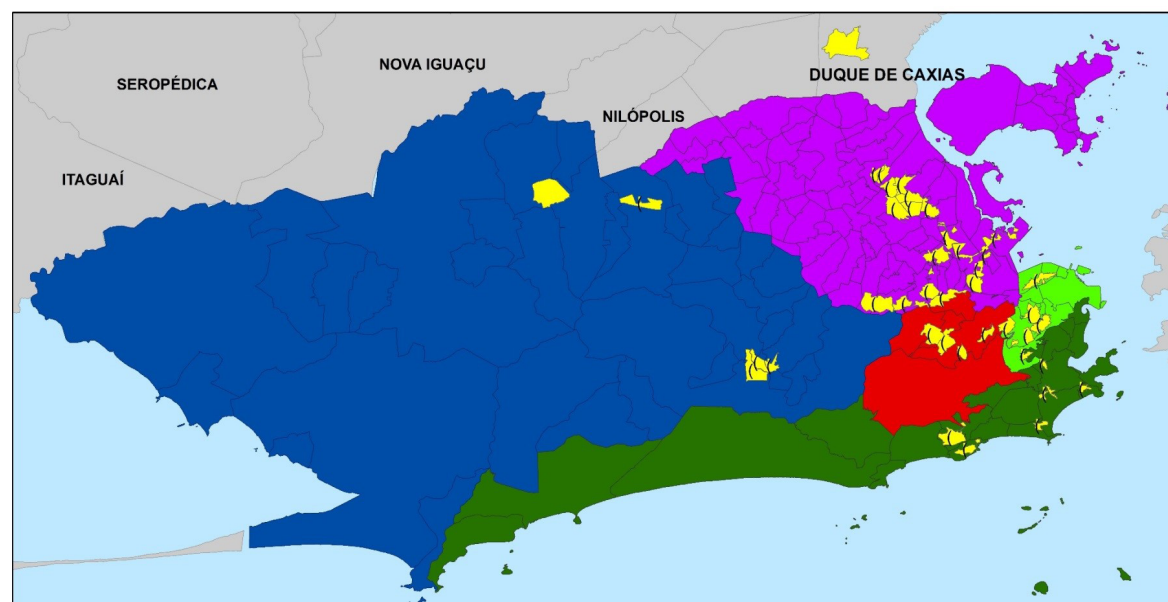 NOVA IGUAÇU
DUQUE DE CAXIAS
SEROPÉDICA
NILÓPOLIS
ITAGUAÍ